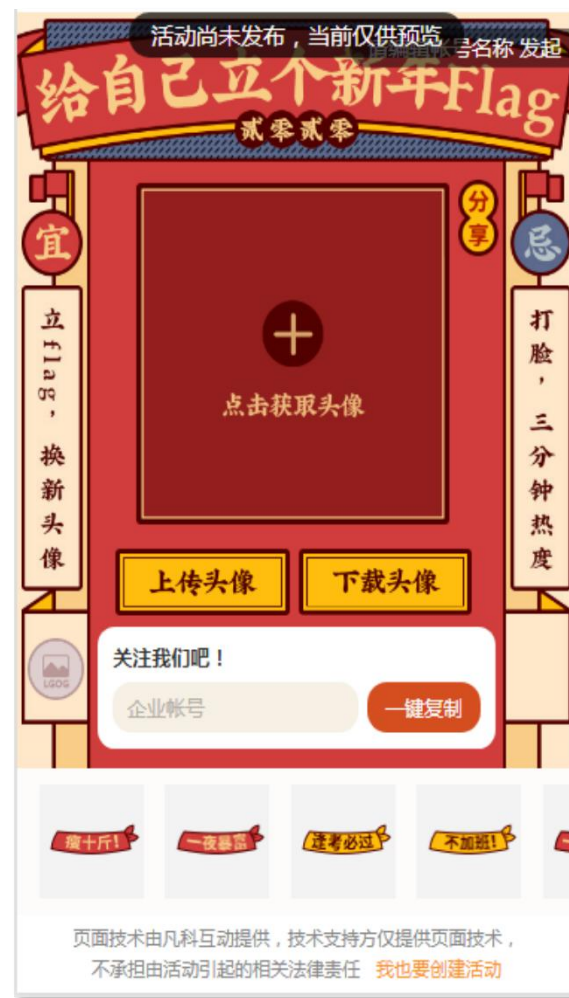 活动尚未发布，当前仅供预览
号名称 发起
给自己立个新年Flag
贰零贰零
分享
宜
忌
立flag，换新头像
打脸，三分钟热度
点击获取头像
上传头像
下载头像
关注我们吧！
企业帐号
一键复制
LGOG
瘦十斤!
一夜暴富
逢考必过
不加班!
页面技术由凡科互动提供，技术支持方仅提供页面技术，
不承担由活动引起的相关法律责任 我也要创建活动